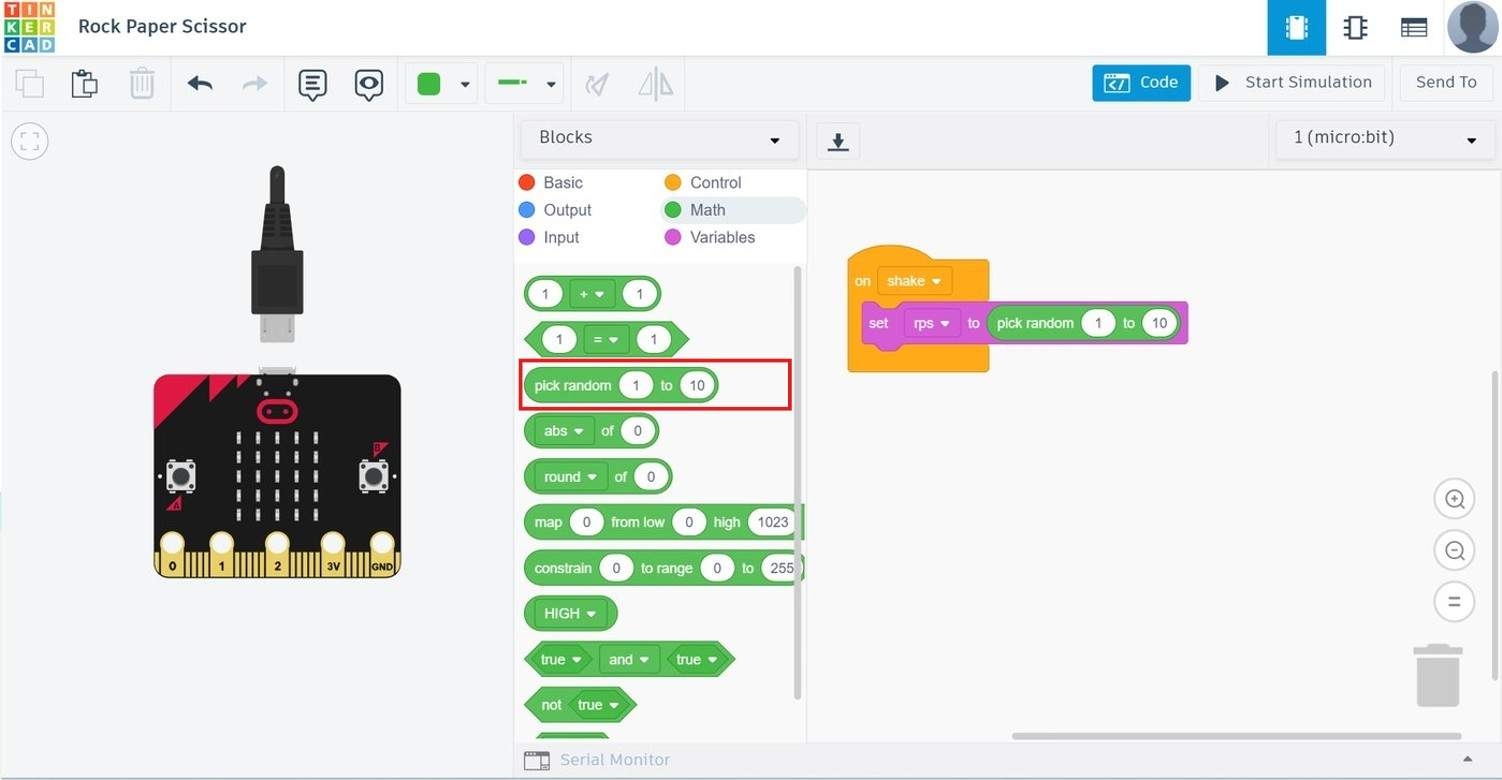 TIN
KER
CAD
Rock Paper Scissor
Code
Start Simulation
Send To
Blocks
1 (micro:bit)
Basic
Control
Output
Math
Input
Variables
1 + 1
1 = 1
pick random 1 to 10
abs of 0
round of 0
map 0 from low 0 high 1023
constrain 0 to range 0 to 255
HIGH
true and true
not true
on shake
set rps to pick random 1 to 10
B
A
0 1 2 3V GND
Serial Monitor